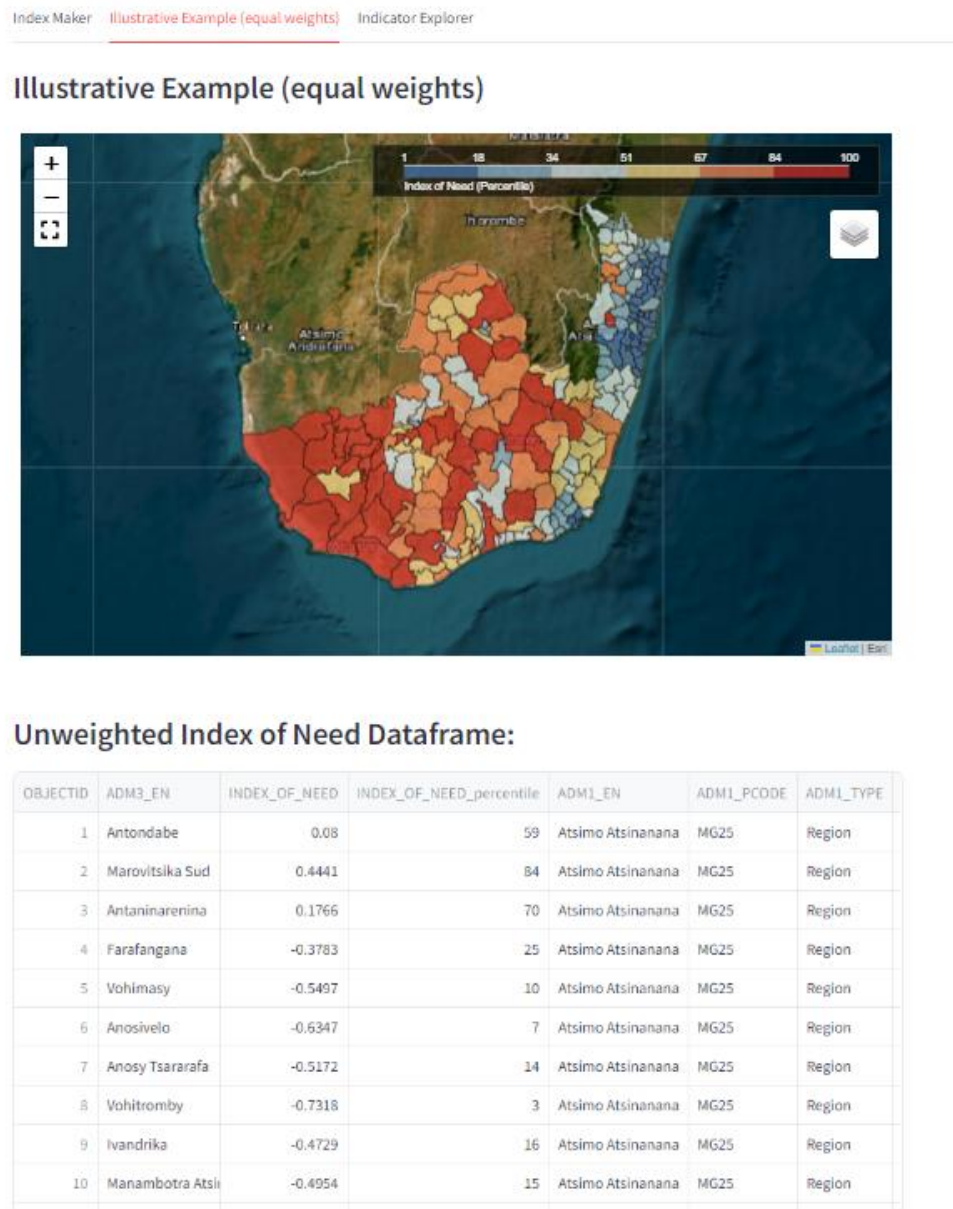 Index Maker Illustrative Example (equal weights) Indicator Explorer
Illustrative Example (equal weights)
+
1 18 34 51 67 84 100
Index of Need (Percentile)
−
Ihorombe
Atsimo-
Leaflet | Esri
Unweighted Index of Need Dataframe:
OBJECTID ADM3_EN INDEX_OF_NEED INDEX_OF_NEED_percentile ADM1_EN ADM1_PCODE ADM1_TYPE
1 Antondabe 0.08 59 Atsimo Atsinanana MG25 Region
2 Marovitsika Sud 0.4441 84 Atsimo Atsinanana MG25 Region
3 Antaninarenina 0.1766 70 Atsimo Atsinanana MG25 Region
4 Farafangana -0.3783 25 Atsimo Atsinanana MG25 Region
5 Vohimasy -0.5497 10 Atsimo Atsinanana MG25 Region
6 Anosivelo -0.6347 7 Atsimo Atsinanana MG25 Region
7 Anosy Tsararafa -0.5172 14 Atsimo Atsinanana MG25 Region
8 Vohitromby -0.7318 3 Atsimo Atsinanana MG25 Region
9 Ivandrika -0.4729 16 Atsimo Atsinanana MG25 Region
10 Manambotra Atsi -0.4954 15 Atsimo Atsinanana MG25 Region